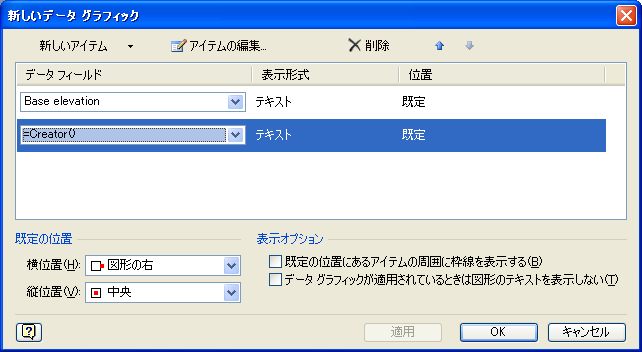 新しいデータ グラフィック
新しいアイテム アイテムの編集... 削除
データ フィールド 表示形式 位置
Base elevation テキスト 既定
=Creator() テキスト 既定
既定の位置 表示オプション
横位置(H): 図形の右 既定の位置にあるアイテムの周囲に枠線を表示する(B)
縦位置(V): 中央 データ グラフィックが適用されているときは図形のテキストを表示しない(T)
? 適用 OK キャンセル